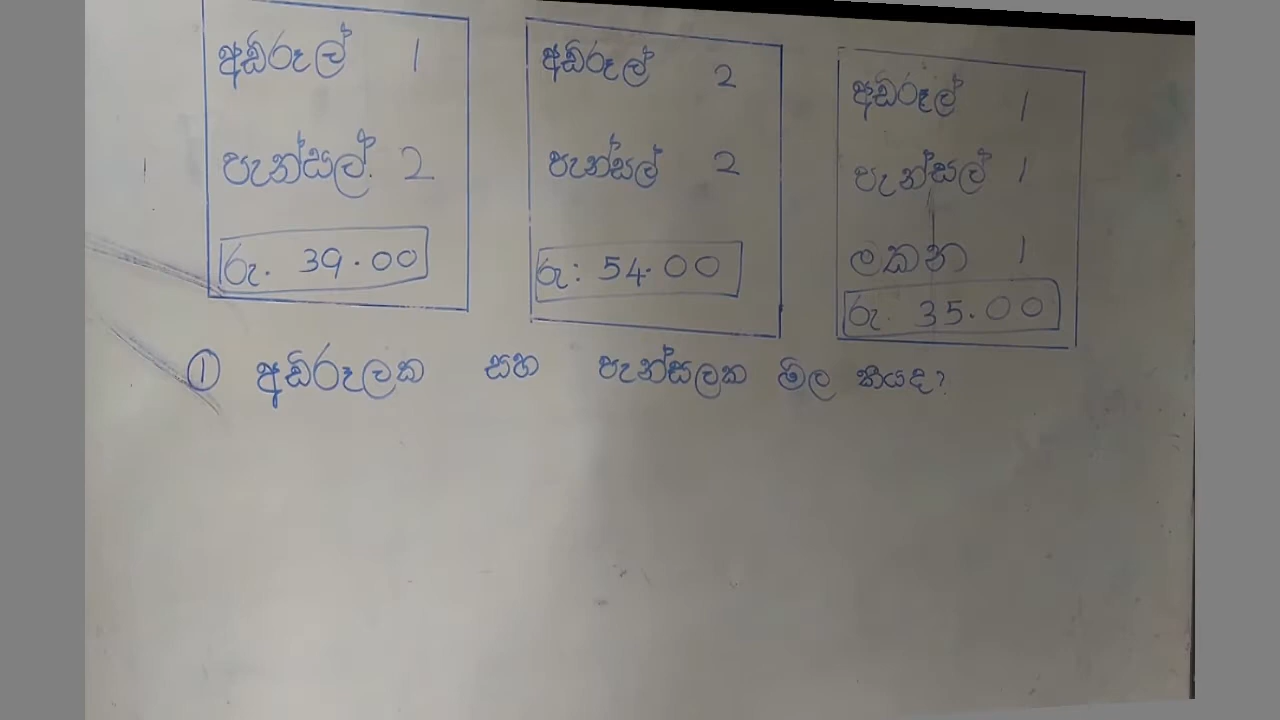 අඩිරූල් 1
පැන්සල් 2
රු. 39.00
අඩිරූල් 2
පැන්සල් 2
රු: 54.00
අඩිරූල් 1
පැන්සල් 1
මකන 1
රු. 35.00
① අඩිරූලක සහ පැන්සලක මිල කීයද?